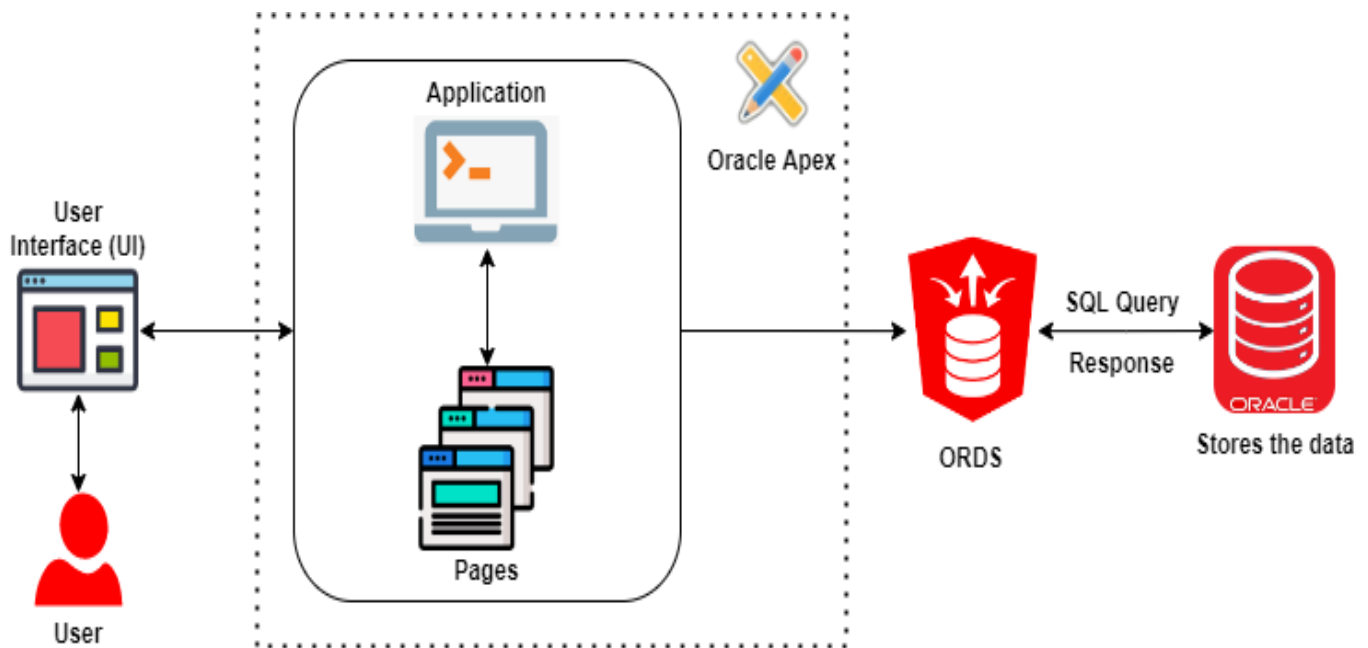 Application
Oracle Apex
User
Interface (UI)
SQL Query
Response
ORACLE
Stores the data
ORDS
Pages
User